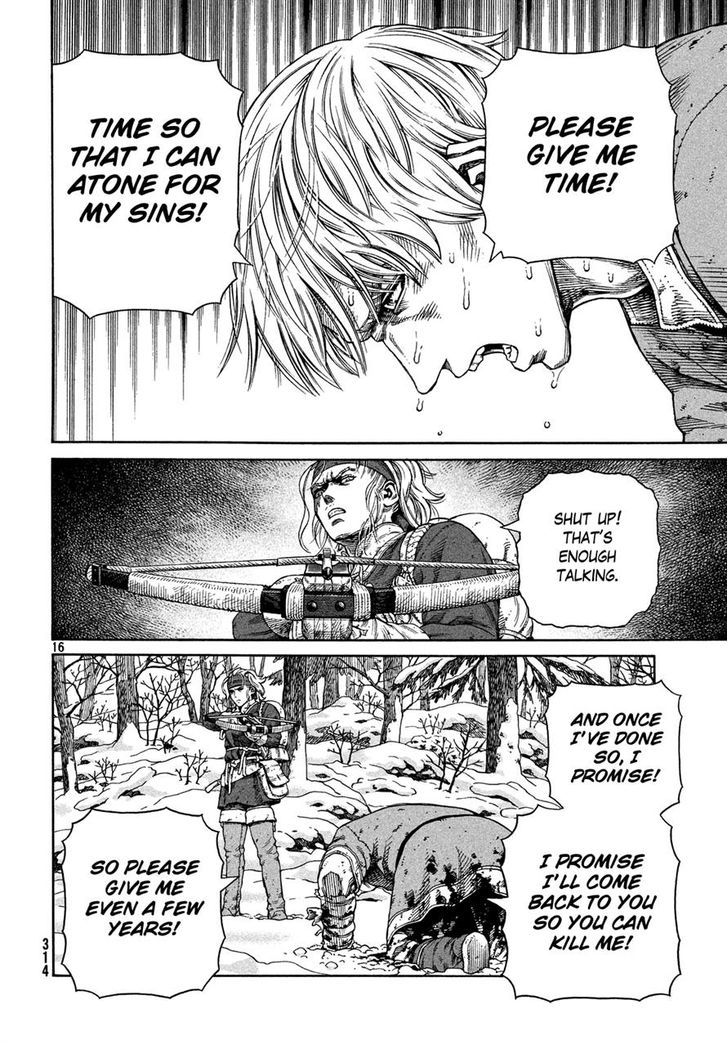 PLEASE
GIVE ME
TIME!
TIME SO
THAT I CAN
ATONE FOR
MY SINS!
SHUT UP!
THAT'S
ENOUGH
TALKING.
16
AND ONCE
I'VE DONE
SO, I
PROMISE!
I PROMISE
I'LL COME
BACK TO YOU
SO YOU CAN
KILL ME!
SO PLEASE
GIVE ME
EVEN A FEW
YEARS!
314